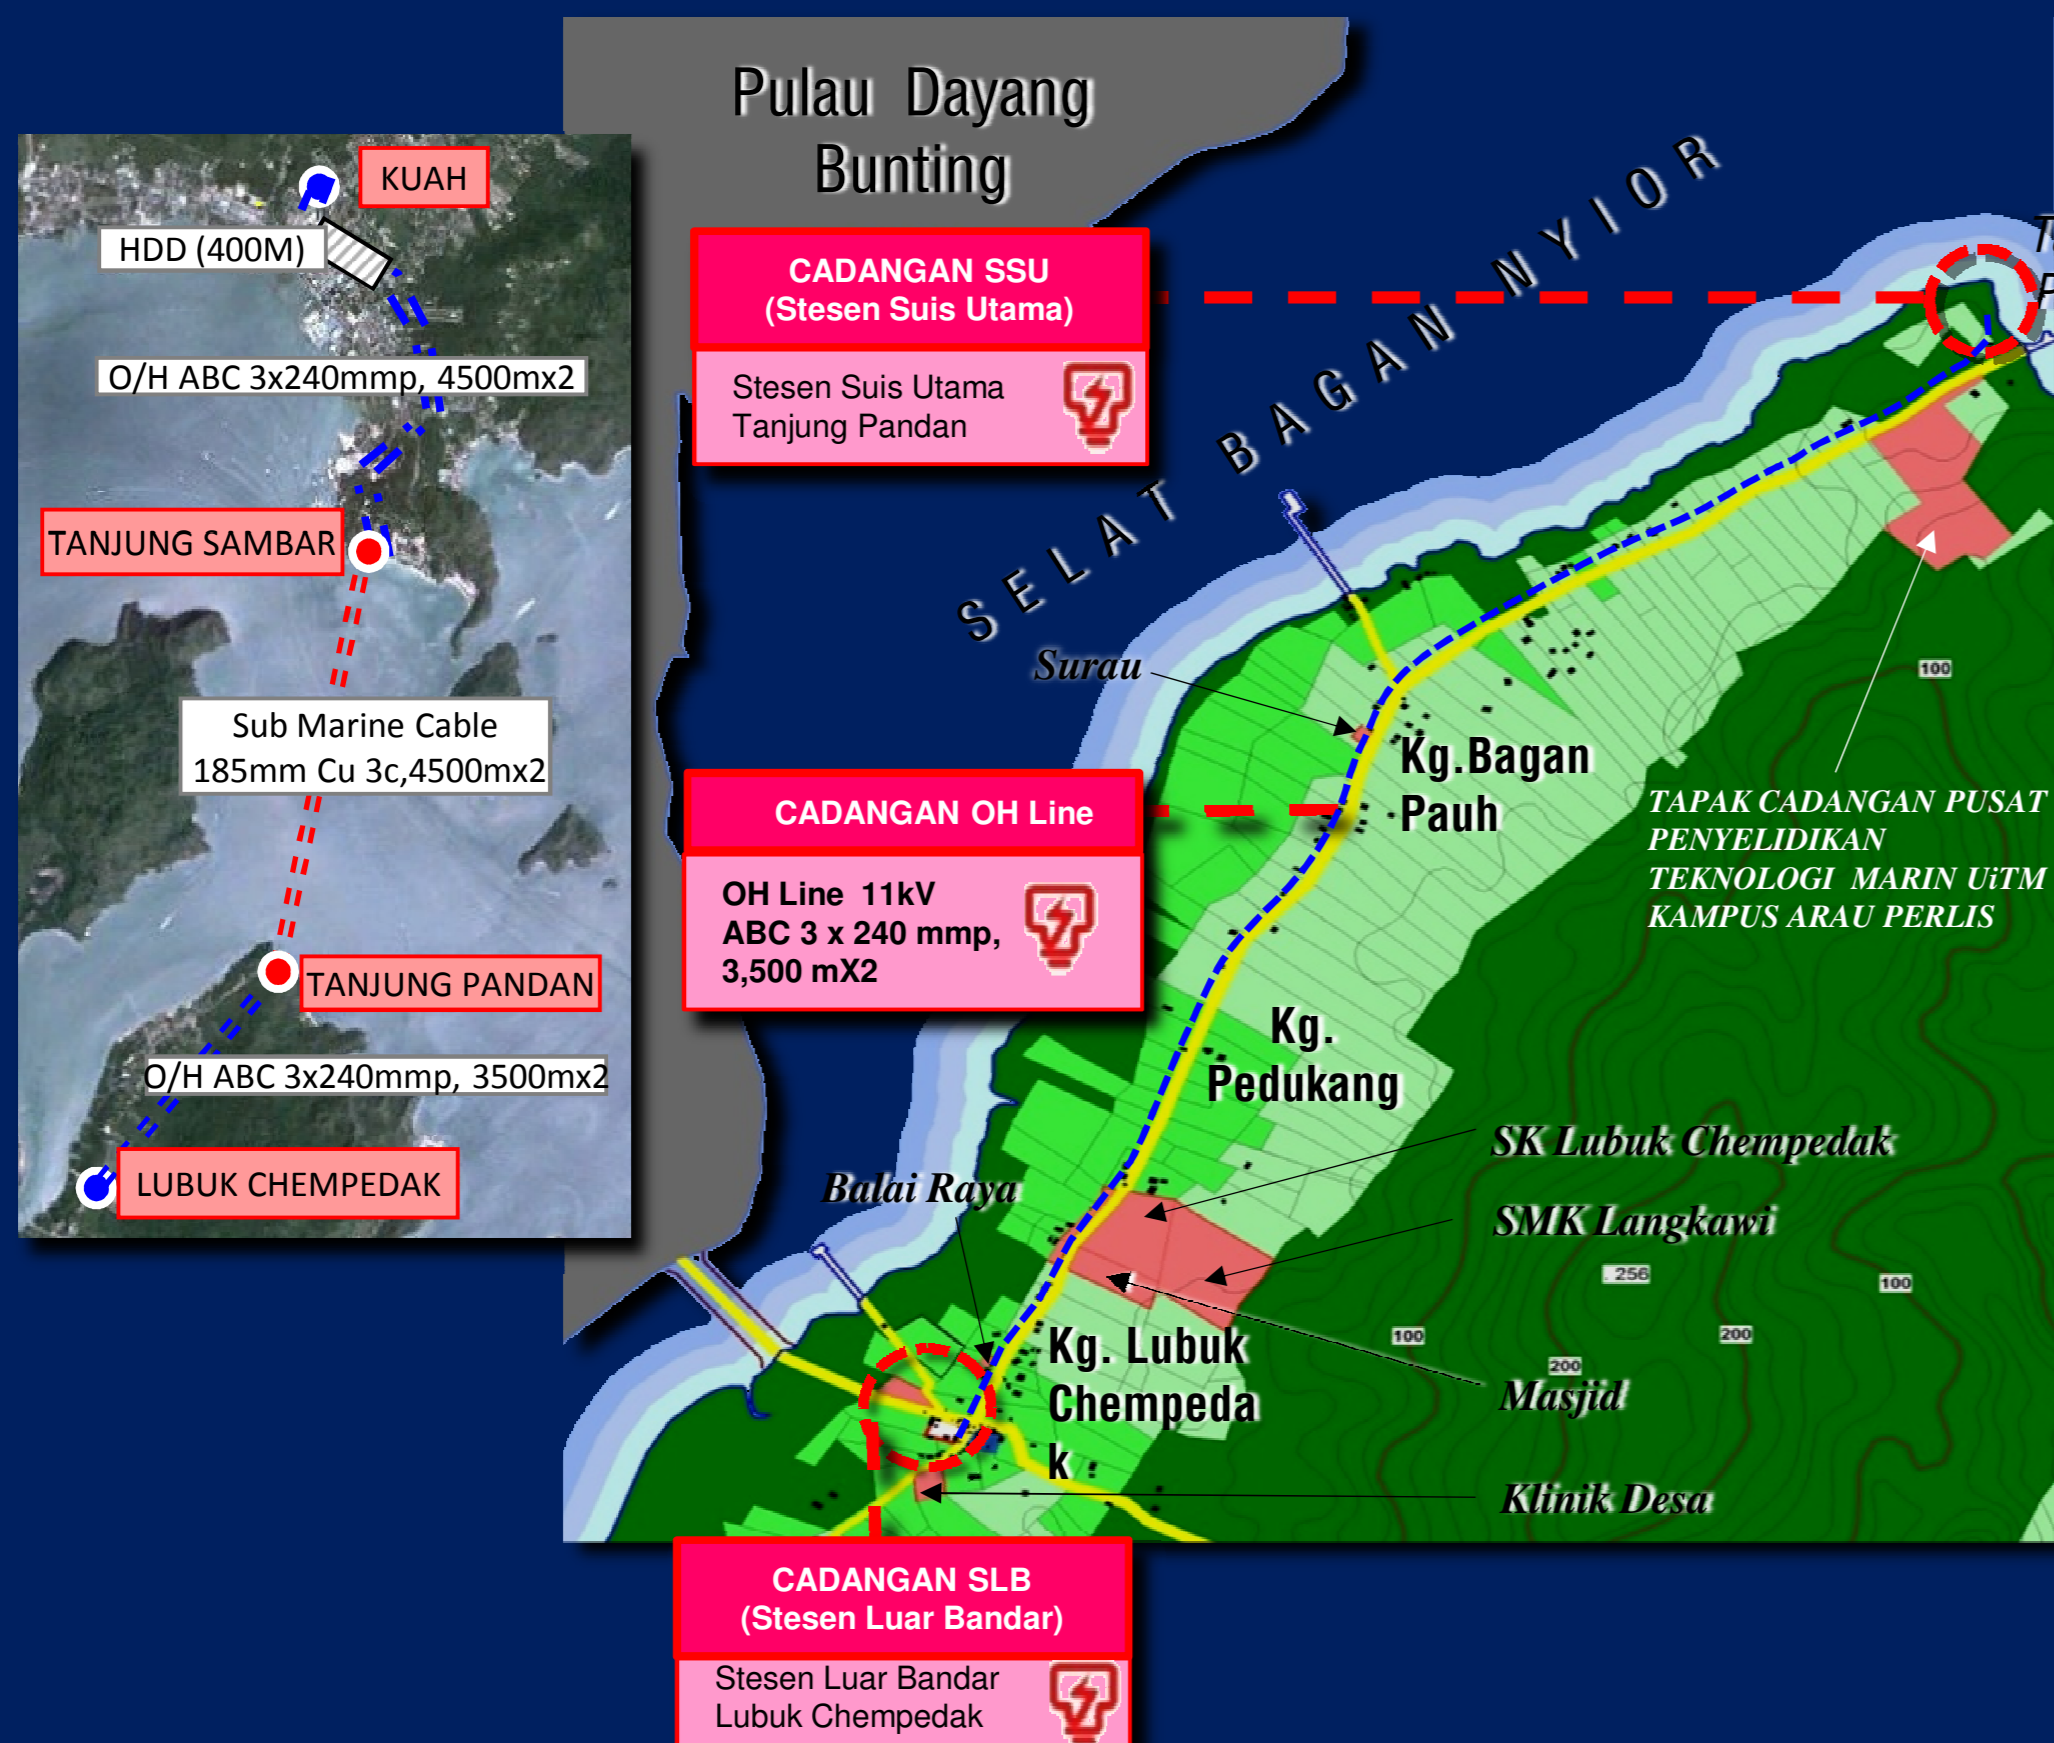 KUAH
HDD (400M)
O/H ABC 3x240mmp, 4500mx2
TANJUNG SAMBAR
Sub Marine Cable
185mm Cu 3c,4500mx2
TANJUNG PANDAN
O/H ABC 3x240mmp, 3500mx2
LUBUK CHEMPEDAK
Pulau Dayang
Bunting
SELAT BAGAN NYIOR
CADANGAN SSU
(Stesen Suis Utama)
Stesen Suis Utama
Tanjung Pandan
Surau
Kg.Bagan
Pauh
CADANGAN OH Line
OH Line 11kV
ABC 3 x 240 mmp,
3,500 mX2
100
TAPAK CADANGAN PUSAT
PENYELIDIKAN
TEKNOLOGI MARIN UiTM
KAMPUS ARAU PERLIS
Kg.
Pedukang
SK Lubuk Chempedak
Balai Raya
SMK Langkawi
. 256
100
100
200
200
Kg. Lubuk
Chempeda
k
Masjid
Klinik Desa
CADANGAN SLB
(Stesen Luar Bandar)
Stesen Luar Bandar
Lubuk Chempedak